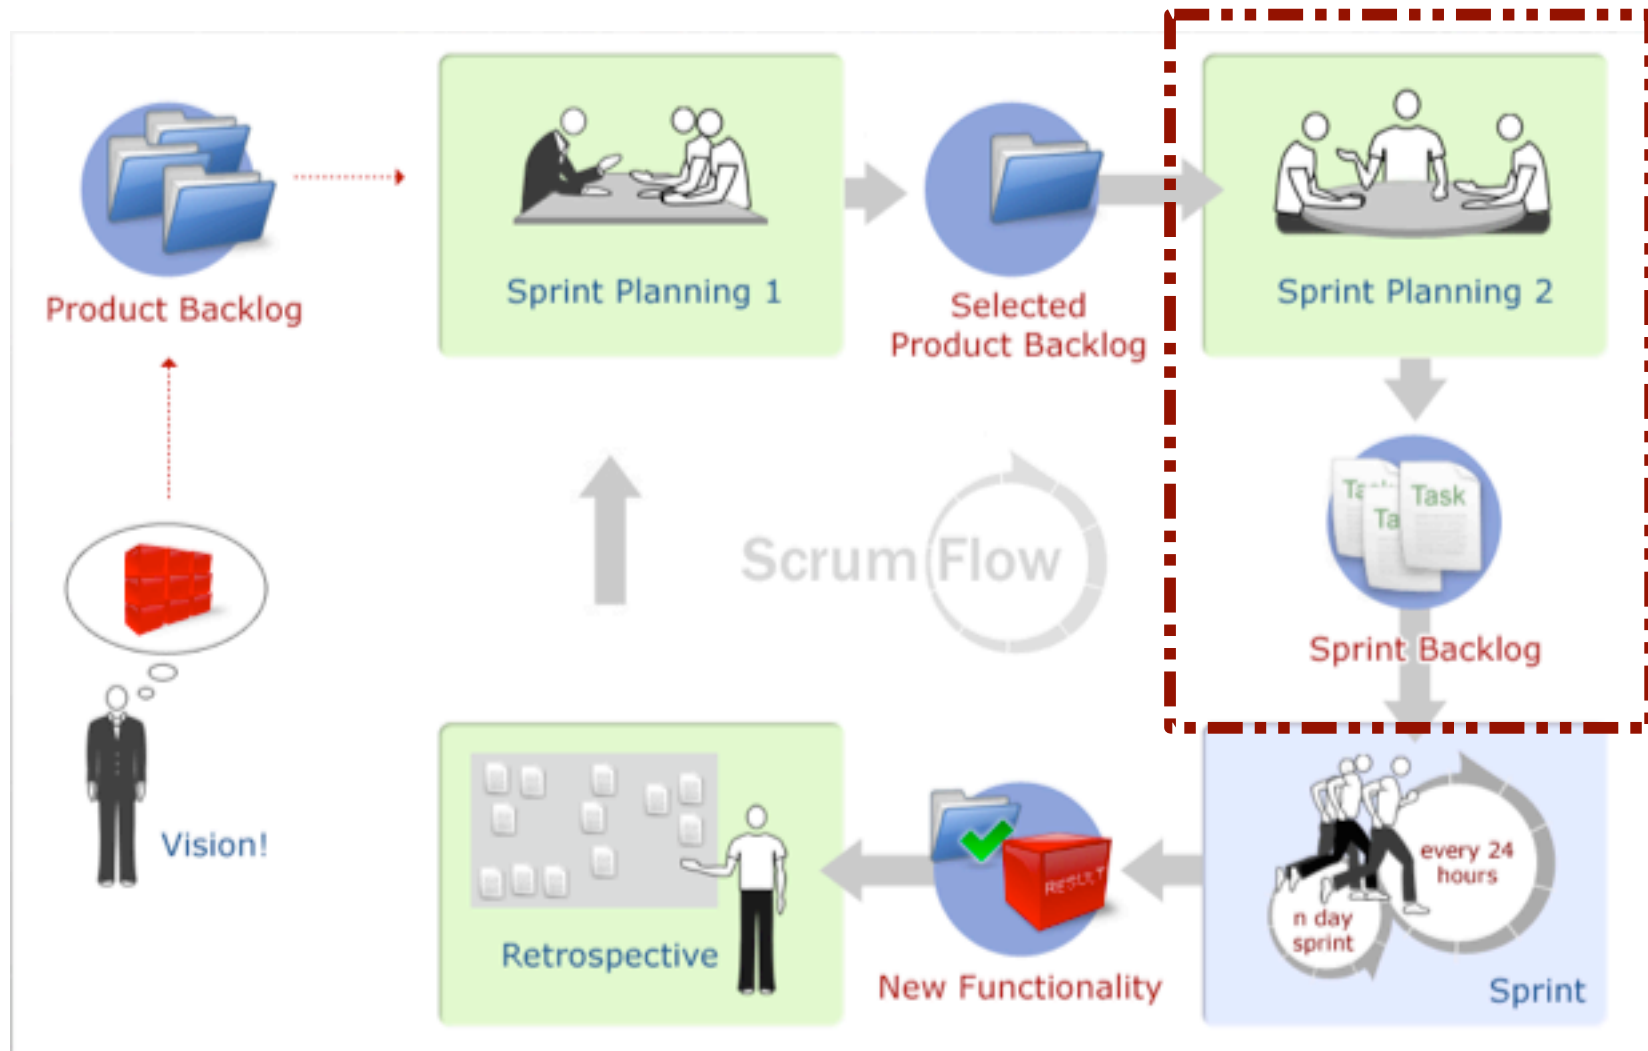 Product Backlog
Sprint Planning 1
Selected
Product Backlog
Sprint Planning 2
Task
Sprint Backlog
Scrum Flow
Vision!
Retrospective
RESULT
New Functionality
every 24
hours
n day
sprint
Sprint